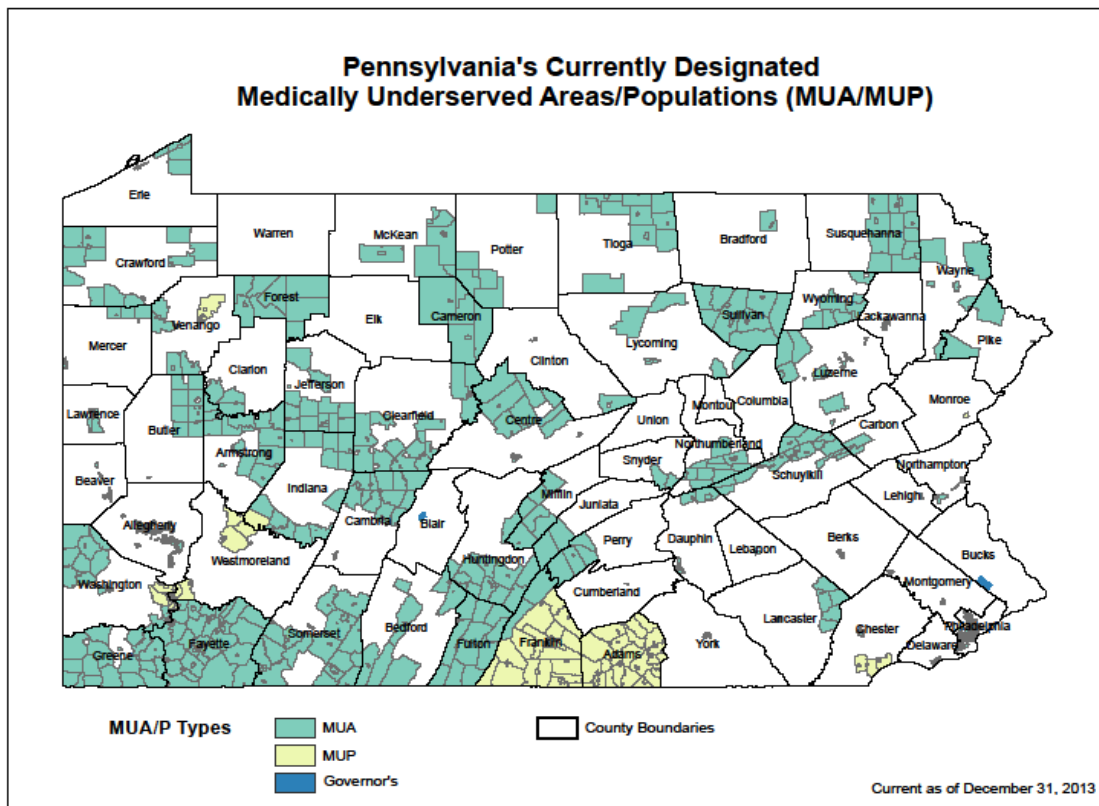 Pennsylvania's Currently Designated
Medically Underserved Areas/Populations (MUA/MUP)
Erie
Warren
McKean
Potter
Tioga
Bradford
Susquehanna
Wayne
Crawford
Forest
Venango
Elk
Cameron
Sullivan
Wyoming
Lackawanna
Pike
Mercer
Clarion
Jefferson
Clinton
Lycoming
Luzerne
Monroe
Lawrence
Butler
Clearfield
Centre
Union
Montour
Columbia
Carbon
Armstrong
Northumberland
Snyder
Schuylkill
Northampton
Beaver
Indiana
Mifflin
Juniata
Lehigh
Allegheny
Cambria
Blair
Westmoreland
Huntingdon
Perry
Dauphin
Lebanon
Berks
Bucks
Washington
Cumberland
Montgomery
Lancaster
Chester
Philadelphia
Delaware
Greene
Fayette
Somerset
Bedford
Fulton
Franklin
Adams
York
MUA/P Types
MUA
MUP
Governor's
County Boundaries
Current as of December 31, 2013